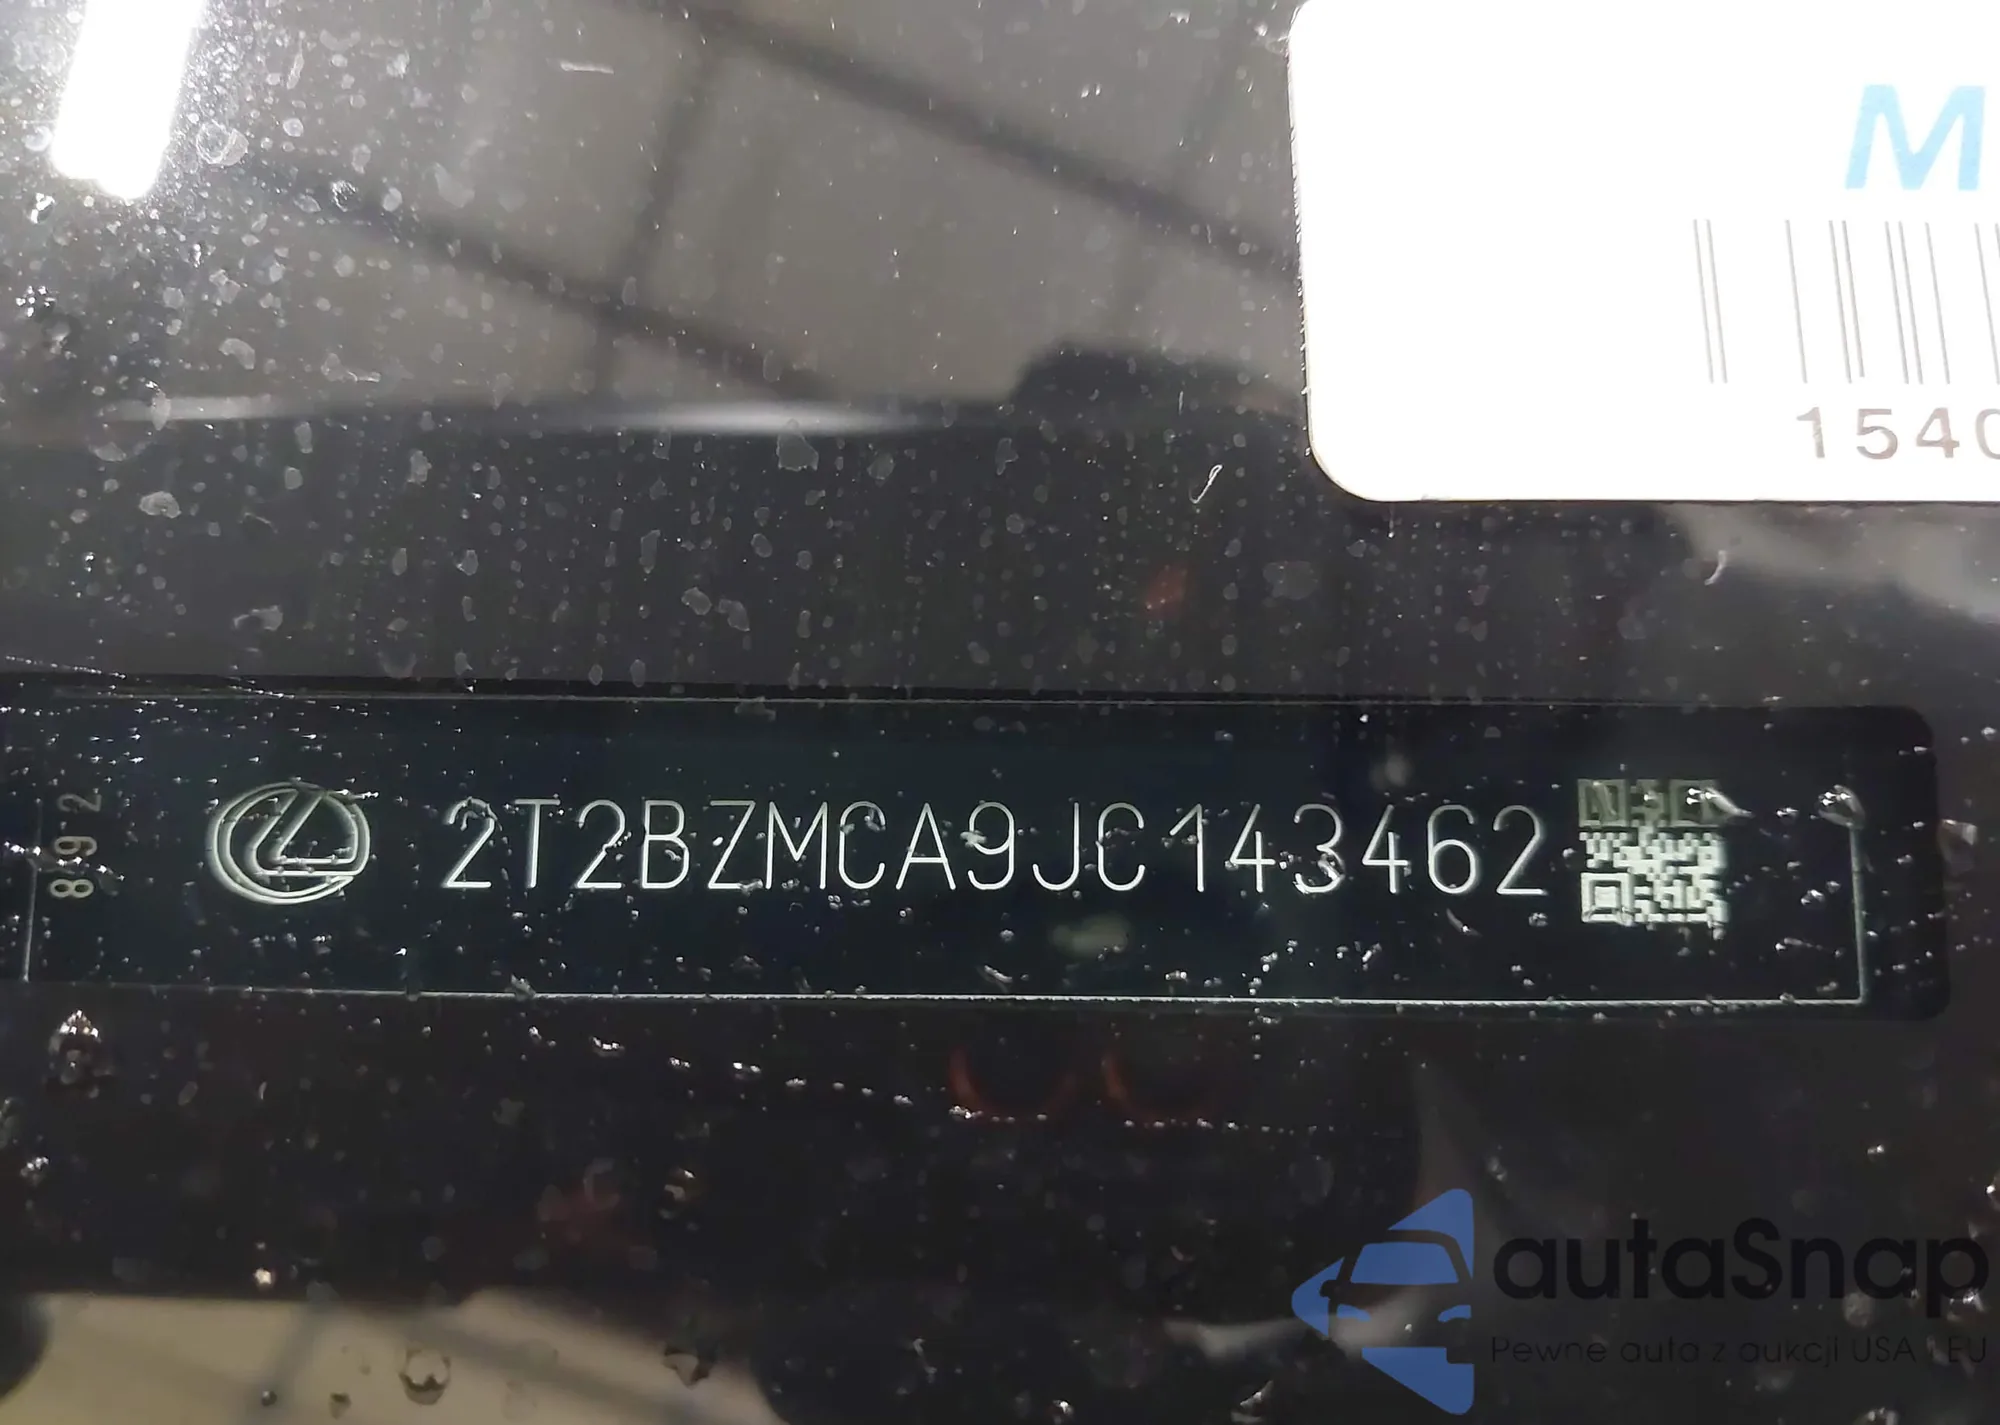 M
1540
892
2T2BZMCA9JC143462
autaSnap
Pewne auta z aukcji USA i EU